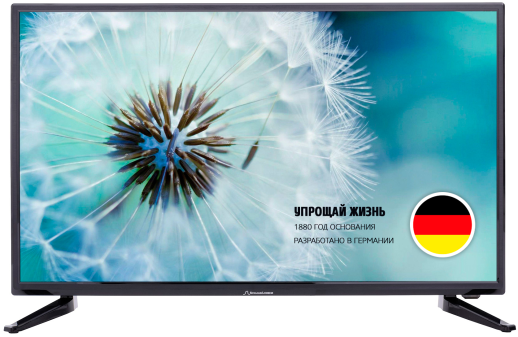 УПРОЩАЙ ЖИЗНЬ
1880 ГОД ОСНОВАНИЯ
РАЗРАБОТАНО В ГЕРМАНИИ